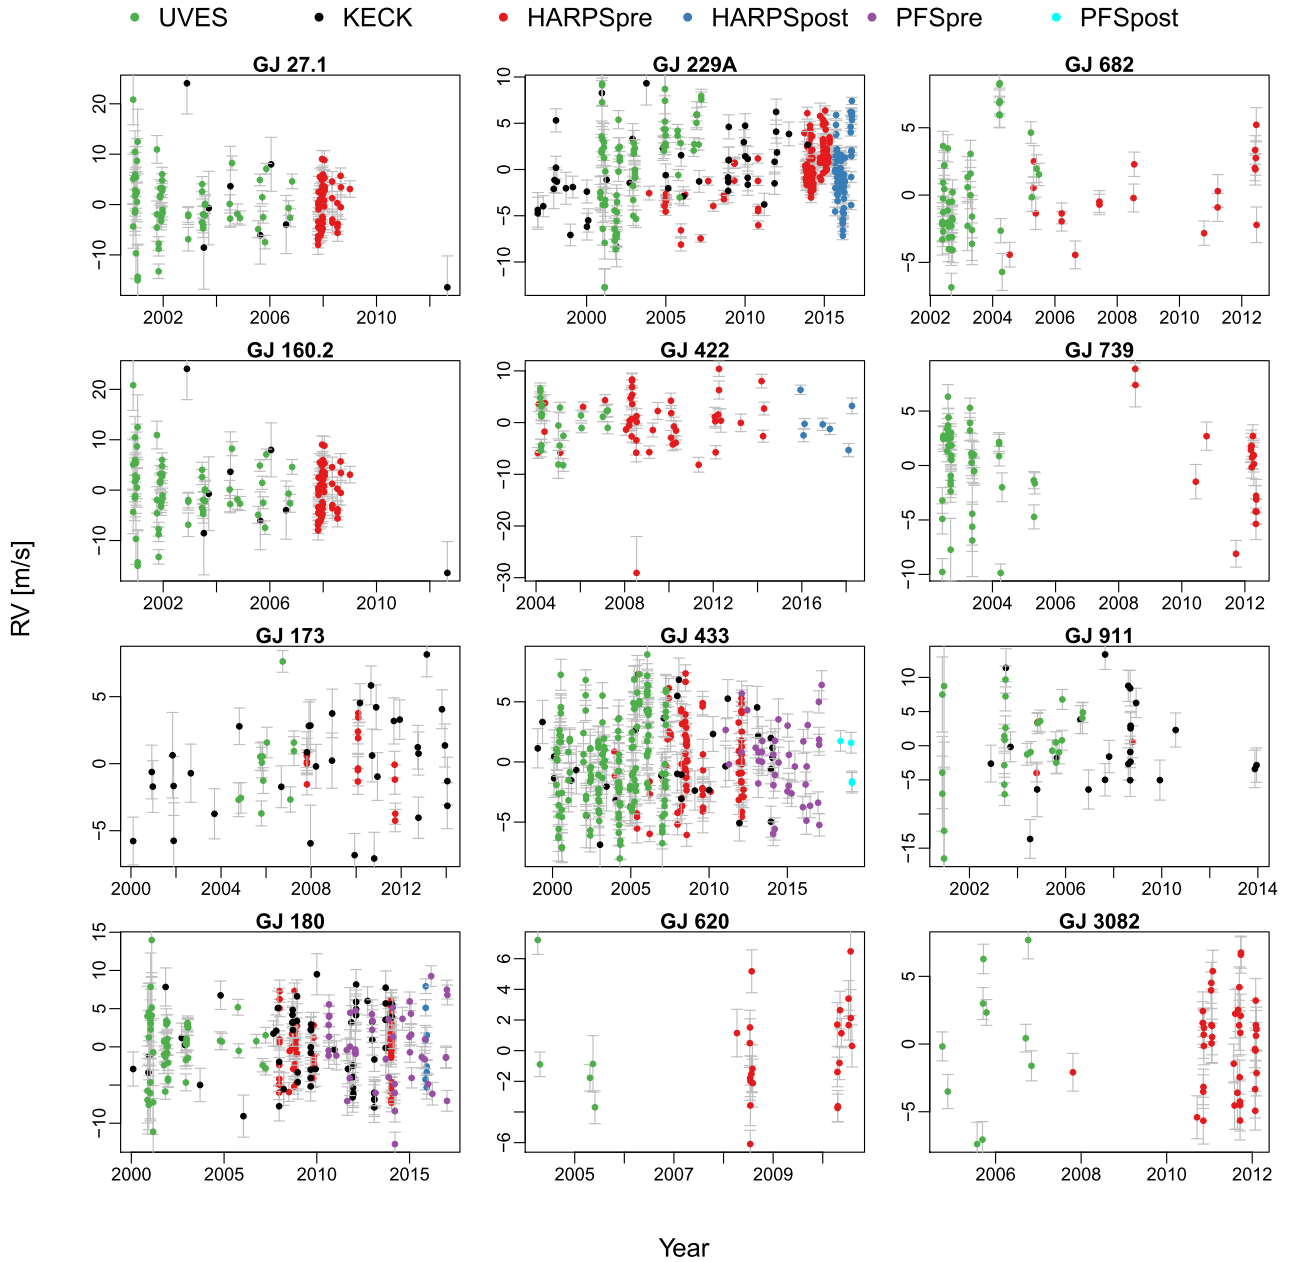 UVES KECK HARPSpre HARPSpost PFSpre PFSpost
GJ 27.1 GJ 229A GJ 682
20 10 0 −10
10 5 0 −5 −10
5 0 −5
2002 2006 2010
2000 2005 2010 2015
2002 2004 2006 2008 2010 2012
GJ 160.2 GJ 422 GJ 739
20 10 0 −10
10 0 −10 −20 −30
5 0 −5 −10
2002 2006 2010
2004 2008 2012 2016
2004 2008 2010 2012
RV [m/s]
GJ 173 GJ 433 GJ 911
5 0 −5
5 0 −5
10 5 0 −5 −15
2000 2004 2008 2012
2000 2005 2010 2015
2002 2006 2010 2014
GJ 180 GJ 620 GJ 3082
15 10 5 0 −10
6 4 2 0 −2 −6
5 0 −5
2000 2005 2010 2015
2005 2007 2009
2006 2008 2010 2012
Year